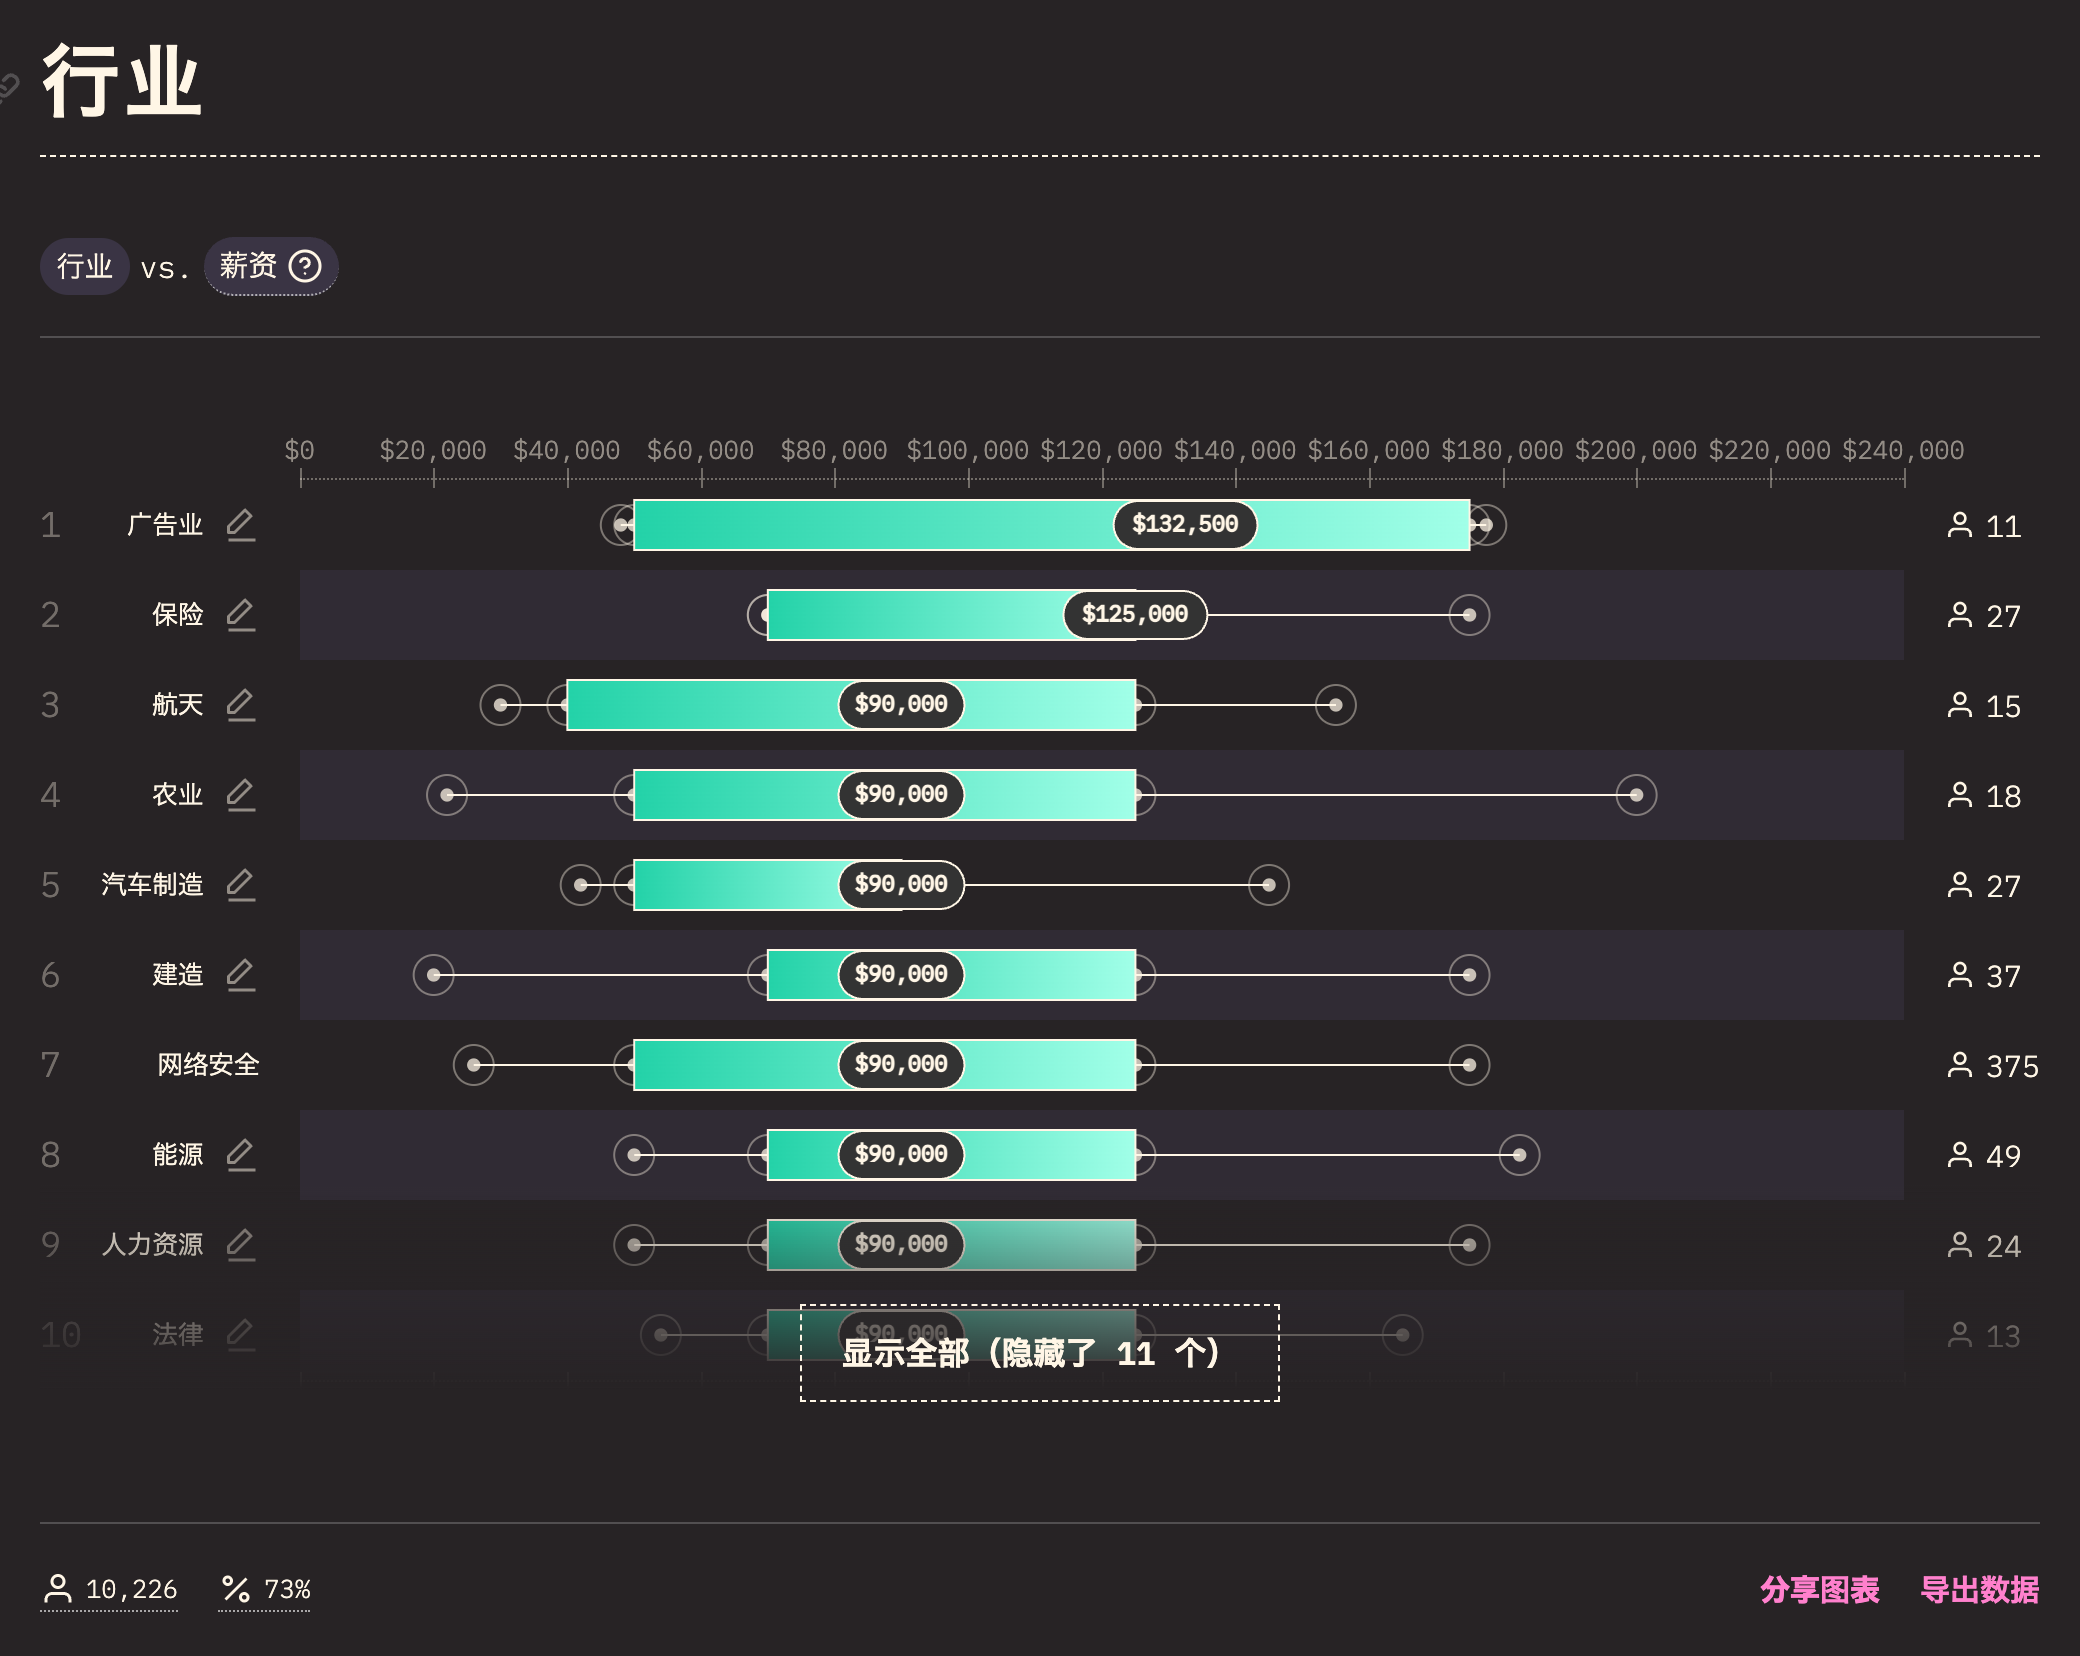 行业
行业 vs. 薪资
$0 $20,000 $40,000 $60,000 $80,000 $100,000 $120,000 $140,000 $160,000 $180,000 $200,000 $220,000 $240,000
1 广告业 $132,500 11
2 保险 $125,000 27
3 航天 $90,000 15
4 农业 $90,000 18
5 汽车制造 $90,000 27
6 建造 $90,000 37
7 网络安全 $90,000 375
8 能源 $90,000 49
9 人力资源 $90,000 24
10 法律 $90,000 13
显示全部（隐藏了 11 个）
10,226 73% 分享图表 导出数据